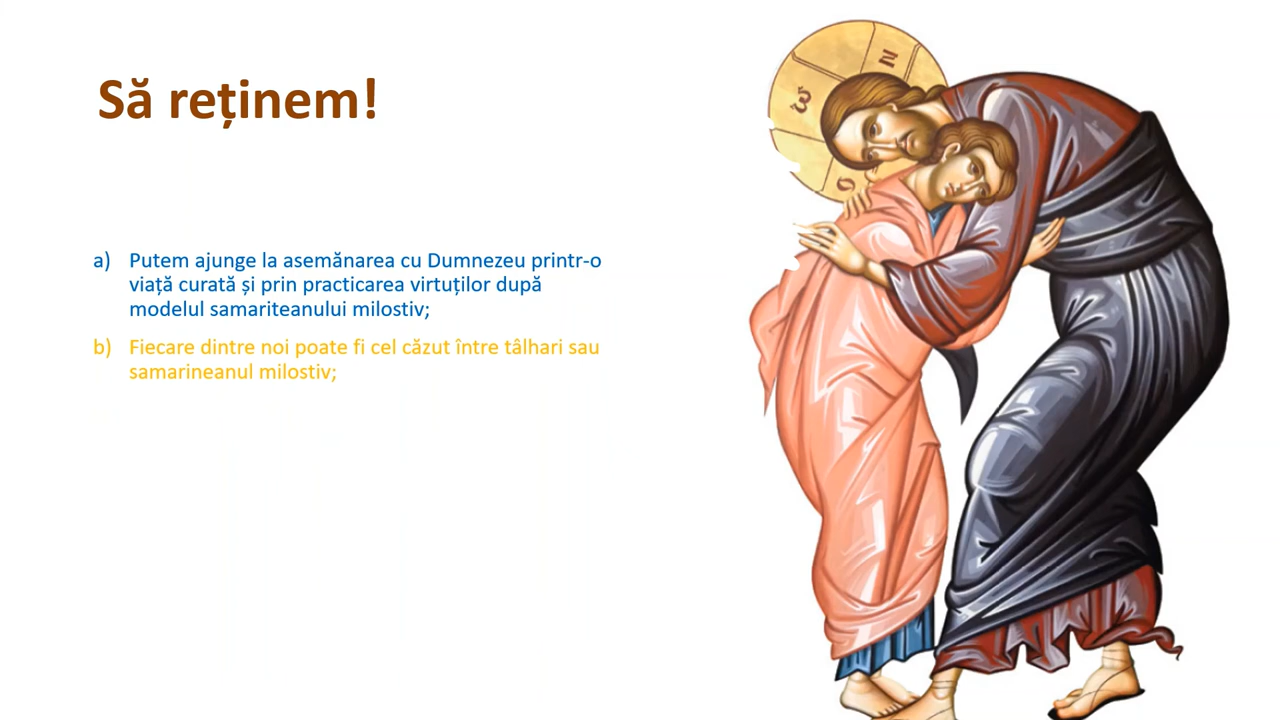 Să reținem!
a) Putem ajunge la asemănarea cu Dumnezeu printr-o
viață curată și prin practicarea virtuților după
modelul samariteanului milostiv;
b) Fiecare dintre noi poate fi cel căzut între tâlhari sau
samarineanul milostiv;
ω
Ν
Ο